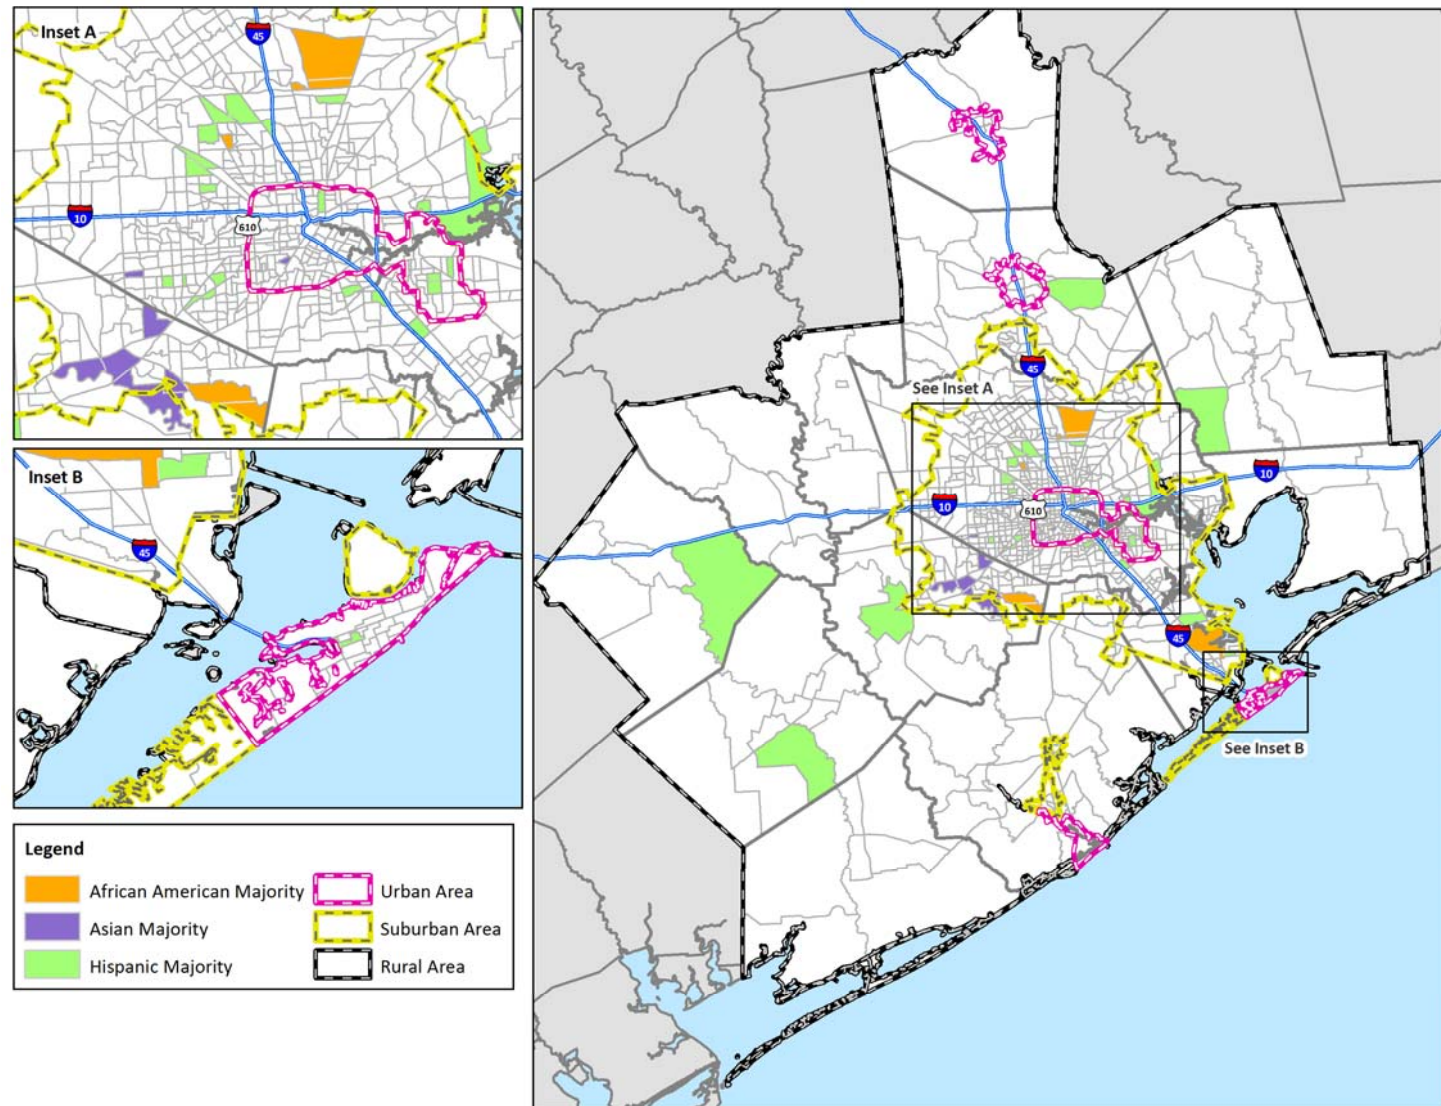 Inset A
45
10
610
Inset B
45
Legend
African American Majority
Urban Area
Asian Majority
Suburban Area
Hispanic Majority
Rural Area
45
See Inset A
10
10
610
45
See Inset B